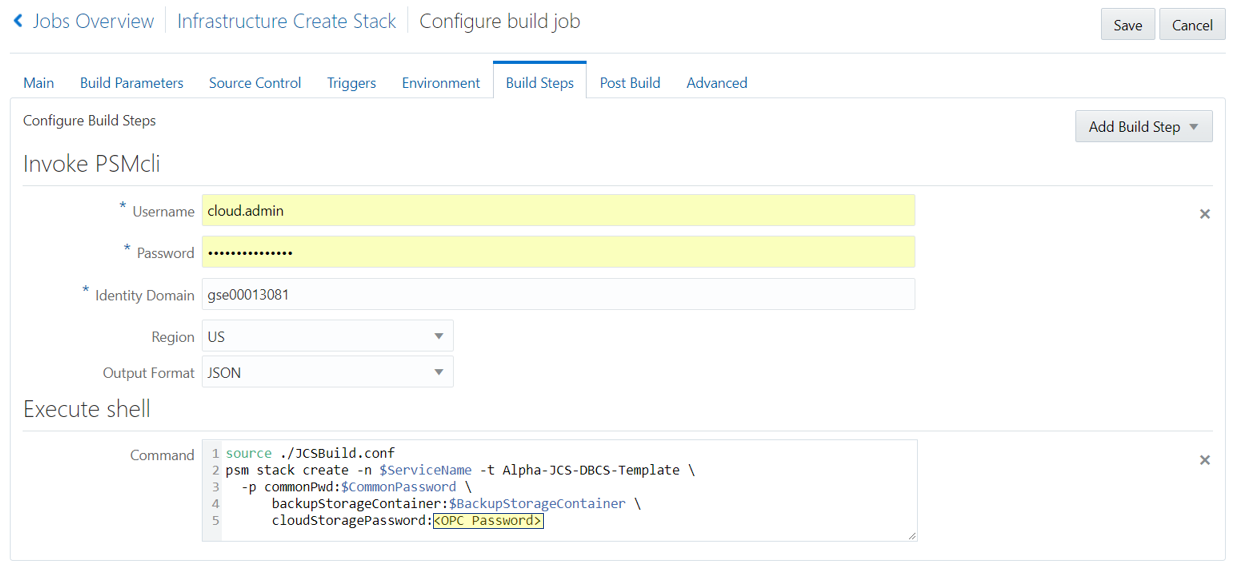 Jobs Overview Infrastructure Create Stack Configure build job Save Cancel
Main Build Parameters Source Control Triggers Environment Build Steps Post Build Advanced
Configure Build Steps Add Build Step
Invoke PSMcli
* Username cloud.admin
* Password •••••••••••••••
* Identity Domain gse00013081
Region US
Output Format JSON
Execute shell
Command 1 source ./JCSBuild.conf
2 psm stack create -n $ServiceName -t Alpha-JCS-DBCS-Template \
3 -p commonPwd:$CommonPassword \
4 backupStorageContainer:$BackupStorageContainer \
5 cloudStoragePassword:<OPC Password>